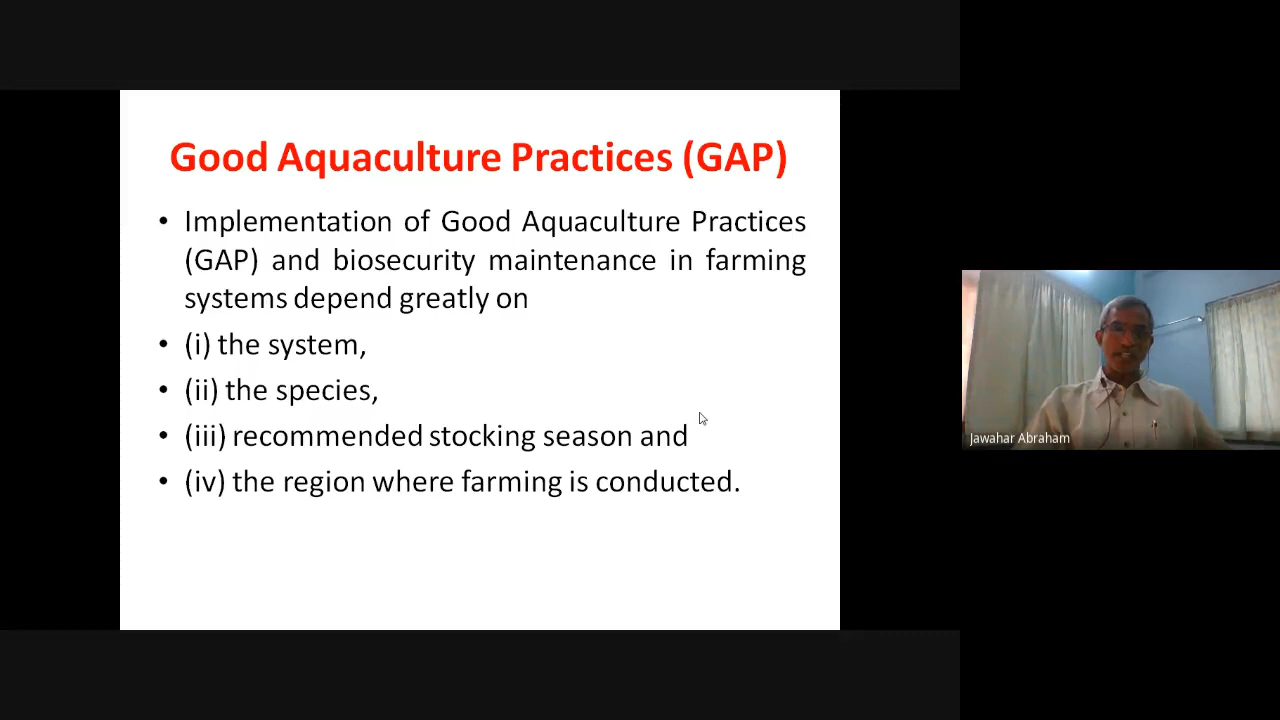 Good Aquaculture Practices (GAP)
• Implementation of Good Aquaculture Practices
(GAP) and biosecurity maintenance in farming
systems depend greatly on
• (i) the system,
• (ii) the species,
• (iii) recommended stocking season and
• (iv) the region where farming is conducted.
Jawahar Abraham